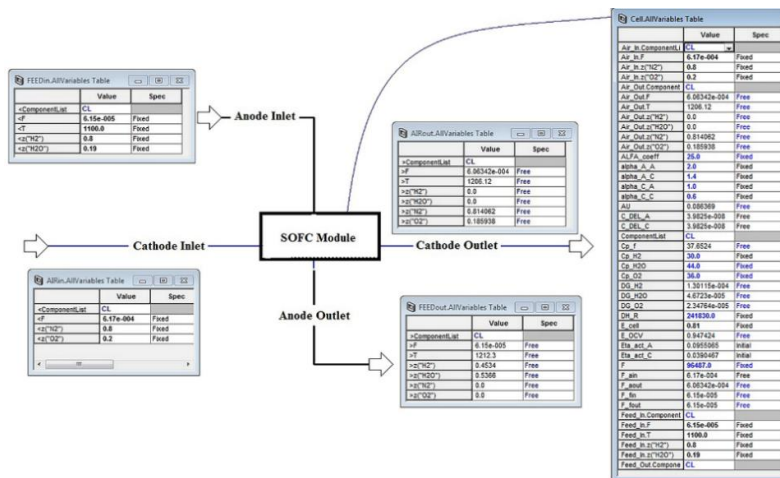 FEEDin.AllVariables Table
Value Spec
<ComponentList CL
<F 6.15e-005 Fixed
<T 1100.0 Fixed
<z("H2") 0.8 Fixed
<z("H2O") 0.19 Fixed
Anode Inlet
AIRout.AllVariables Table
Value Spec
>ComponentList CL
>F 6.06342e-004 Free
>T 1206.12 Free
>z("H2") 0.0 Free
>z("H2O") 0.0 Free
>z("N2") 0.814062 Free
>z("O2") 0.185938 Free
SOFC Module
Cathode Inlet
Cathode Outlet
AIRin.AllVariables Table
Value Spec
<ComponentList CL
<F 6.17e-004 Fixed
<z("N2") 0.8 Fixed
<z("O2") 0.2 Fixed
Anode Outlet
FEEDout.AllVariables Table
Value Spec
>ComponentList CL
>F 6.15e-005 Free
>T 1212.3 Free
>z("H2") 0.4534 Free
>z("H2O") 0.5366 Free
>z("N2") 0.0 Free
>z("O2") 0.0 Free
Cell.AllVariables Table
Value Spec
Air_In.ComponentLi CL
Air_In.F 6.17e-004 Fixed
Air_In.z("N2") 0.8 Fixed
Air_In.z("O2") 0.2 Fixed
Air_Out.Component CL
Air_Out.F 6.06342e-004 Free
Air_Out.T 1206.12 Free
Air_Out.z("H2") 0.0 Free
Air_Out.z("H2O") 0.0 Free
Air_Out.z("N2") 0.814062 Free
Air_Out.z("O2") 0.185938 Free
ALFA_coeff 25.0 Fixed
alpha_A_A 2.0 Fixed
alpha_A_C 1.4 Fixed
alpha_C_A 1.0 Fixed
alpha_C_C 0.6 Fixed
AU 0.086369 Free
C_DEL_A 3.9825e-008 Free
C_DEL_C 3.9825e-008 Free
ComponentList CL
Cp_f 37.6524 Free
Cp_H2 30.0 Fixed
Cp_H2O 44.0 Fixed
Cp_O2 36.0 Fixed
DG_H2 1.30115e-004 Free
DG_H2O 4.6723e-005 Free
DG_O2 2.34764e-005 Free
DH_R 241830.0 Fixed
E_cell 0.81 Fixed
E_OCV 0.947424 Free
Eta_act_A 0.0955065 Initial
Eta_act_C 0.0390467 Initial
F 96487.0 Fixed
F_ain 6.17e-004 Free
F_aout 6.06342e-004 Free
F_fin 6.15e-005 Free
F_fout 6.15e-005 Free
Feed_In.Component CL
Feed_In.F 6.15e-005 Fixed
Feed_In.T 1100.0 Fixed
Feed_In.z("H2") 0.8 Fixed
Feed_In.z("H2O") 0.19 Fixed
Feed_Out.Compone CL